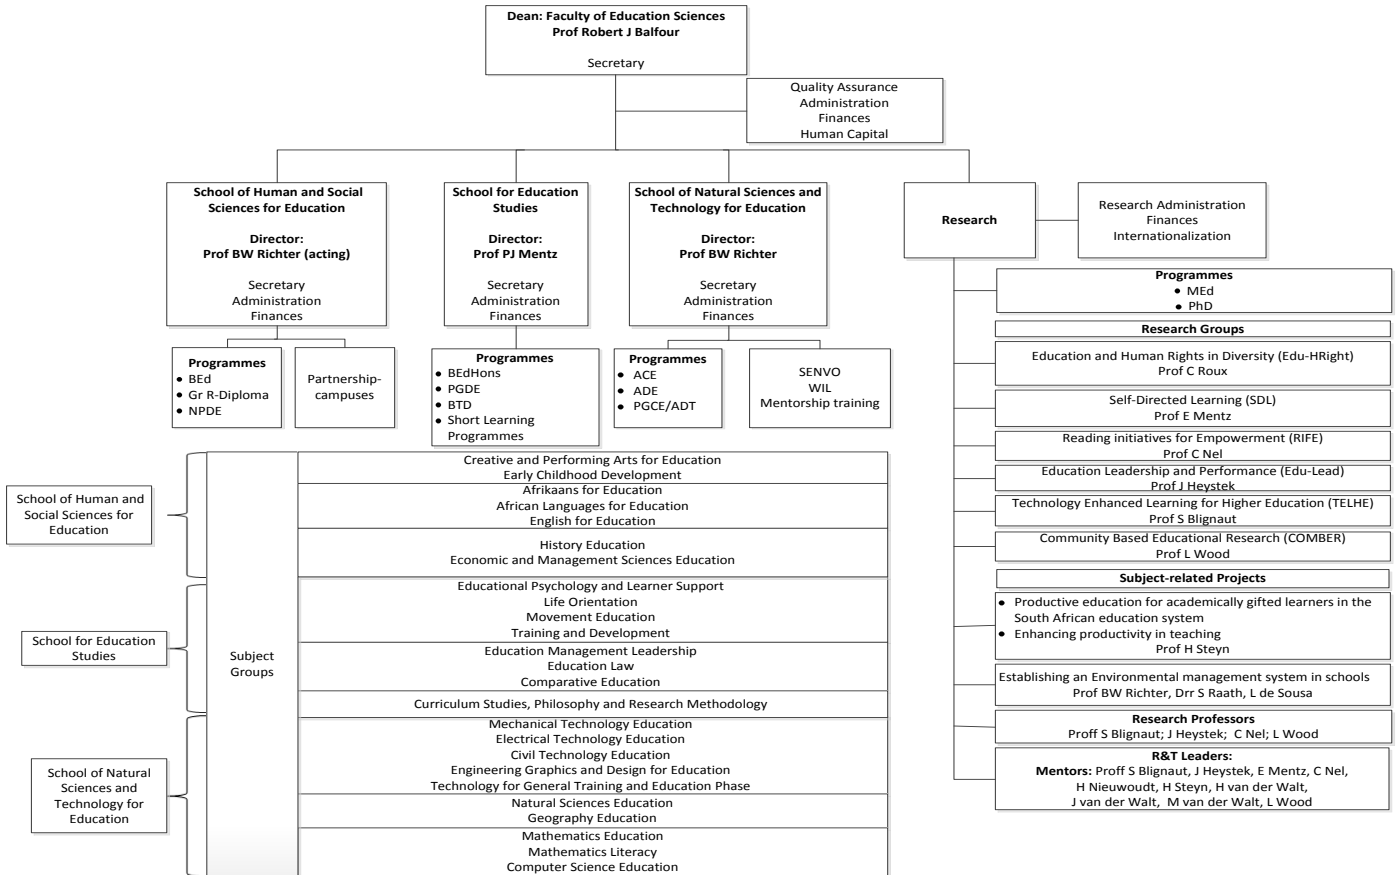 Dean: Faculty of Education Sciences
Prof Robert J Balfour
Secretary
Quality Assurance
Administration
Finances
Human Capital
School of Human and Social
Sciences for Education
Director:
Prof BW Richter (acting)
Secretary
Administration
Finances
School for Education
Studies
Director:
Prof PJ Mentz
Secretary
Administration
Finances
School of Natural Sciences and
Technology for Education
Director:
Prof BW Richter
Secretary
Administration
Finances
Research
Research Administration
Finances
Internationalization
Programmes
• BEd
• Gr R-Diploma
• NPDE
Partnership-
campuses
Programmes
• BEdHons
• PGDE
• BTD
• Short Learning
Programmes
Programmes
• ACE
• ADE
• PGCE/ADT
SENVO
WIL
Mentorship training
Programmes
• MEd
• PhD
Research Groups
Education and Human Rights in Diversity (Edu-HRight)
Prof C Roux
Self-Directed Learning (SDL)
Prof E Mentz
Reading initiatives for Empowerment (RIFE)
Prof C Nel
Education Leadership and Performance (Edu-Lead)
Prof J Heystek
Technology Enhanced Learning for Higher Education (TELHE)
Prof S Blignaut
Community Based Educational Research (COMBER)
Prof L Wood
Subject-related Projects
• Productive education for academically gifted learners in the
South African education system
• Enhancing productivity in teaching
Prof H Steyn
Establishing an Environmental management system in schools
Prof BW Richter, Drr S Raath, L de Sousa
Research Professors
Proff S Blignaut; J Heystek; C Nel; L Wood
R&T Leaders:
Mentors: Proff S Blignaut, J Heystek, E Mentz, C Nel,
H Nieuwoudt, H Steyn, H van der Walt,
J van der Walt, M van der Walt, L Wood
School of Human and
Social Sciences for
Education
School for Education
Studies
School of Natural
Sciences and
Technology for
Education
Subject
Groups
Creative and Performing Arts for Education
Early Childhood Development
Afrikaans for Education
African Languages for Education
English for Education
History Education
Economic and Management Sciences Education
Educational Psychology and Learner Support
Life Orientation
Movement Education
Training and Development
Education Management Leadership
Education Law
Comparative Education
Curriculum Studies, Philosophy and Research Methodology
Mechanical Technology Education
Electrical Technology Education
Civil Technology Education
Engineering Graphics and Design for Education
Technology for General Training and Education Phase
Natural Sciences Education
Geography Education
Mathematics Education
Mathematics Literacy
Computer Science Education